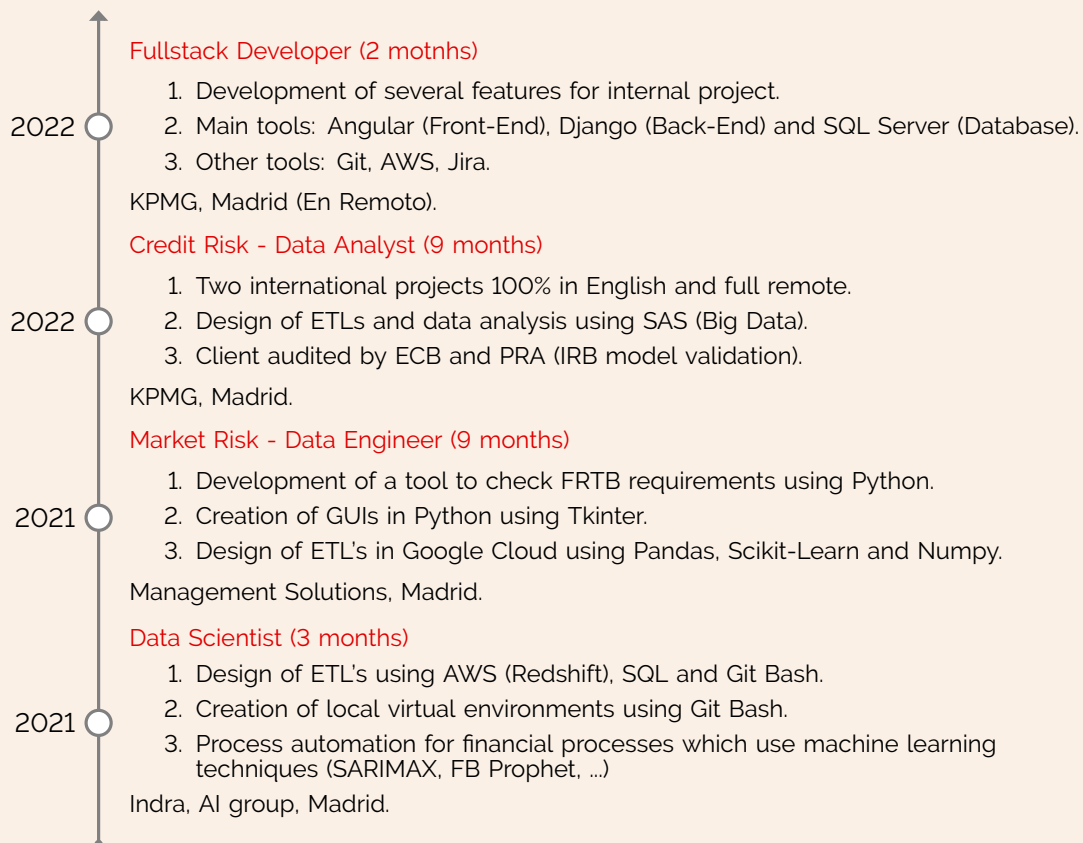 Fullstack Developer (2 motnhs)
1. Development of several features for internal project.
2022
2. Main tools: Angular (Front-End), Django (Back-End) and SQL Server (Database).
3. Other tools: Git, AWS, Jira.
KPMG, Madrid (En Remoto).
Credit Risk - Data Analyst (9 months)
1. Two international projects 100% in English and full remote.
2022
2. Design of ETLs and data analysis using SAS (Big Data).
3. Client audited by ECB and PRA (IRB model validation).
KPMG, Madrid.
Market Risk - Data Engineer (9 months)
1. Development of a tool to check FRTB requirements using Python.
2021
2. Creation of GUIs in Python using Tkinter.
3. Design of ETL's in Google Cloud using Pandas, Scikit-Learn and Numpy.
Management Solutions, Madrid.
Data Scientist (3 months)
1. Design of ETL's using AWS (Redshift), SQL and Git Bash.
2021
2. Creation of local virtual environments using Git Bash.
3. Process automation for financial processes which use machine learning
techniques (SARIMAX, FB Prophet, ...)
Indra, AI group, Madrid.